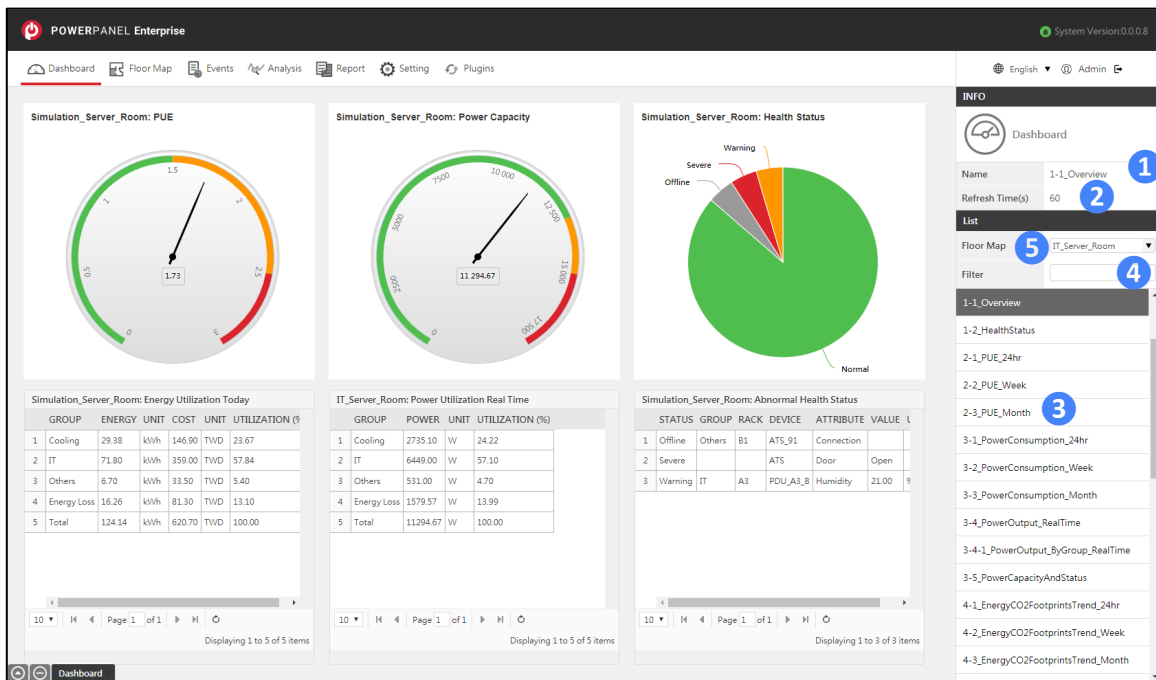 POWERPANEL Enterprise
System Version:0.0.0.8
Dashboard Floor Map Events Analysis Report Setting Plugins
English Admin
Simulation_Server_Room: PUE
0 0.5 1 1.5 2 2.5 3
1.73
Simulation_Server_Room: Power Capacity
0 2500 5000 7500 10 000 12 500 15 000 17 500
11 294.67
Simulation_Server_Room: Health Status
Warning
Severe
Offline
Normal
Simulation_Server_Room: Energy Utilization Today
GROUP ENERGY UNIT COST UNIT UTILIZATION (%
1 Cooling 29.38 kWh 146.90 TWD 23.67
2 IT 71.80 kWh 359.00 TWD 57.84
3 Others 6.70 kWh 33.50 TWD 5.40
4 Energy Loss 16.26 kWh 81.30 TWD 13.10
5 Total 124.14 kWh 620.70 TWD 100.00
10 Page 1 of 1
Displaying 1 to 5 of 5 items
IT_Server_Room: Power Utilization Real Time
GROUP POWER UNIT UTILIZATION (%)
1 Cooling 2735.10 W 24.22
2 IT 6449.00 W 57.10
3 Others 531.00 W 4.70
4 Energy Loss 1579.57 W 13.99
5 Total 11294.67 W 100.00
10 Page 1 of 1
Displaying 1 to 5 of 5 items
Simulation_Server_Room: Abnormal Health Status
STATUS GROUP RACK DEVICE ATTRIBUTE VALUE
1 Offline Others B1 ATS_91 Connection
2 Severe ATS Door Open
3 Warning IT A3 PDU_A3_B Humidity 21.00
10 Page 1 of 1
Displaying 1 to 3 of 3 items
INFO
Dashboard
Name 1-1_Overview 1
Refresh Time(s) 60 2
List
Floor Map 5 IT_Server_Room
Filter 4
1-1_Overview
1-2_HealthStatus
2-1_PUE_24hr
2-2_PUE_Week
2-3_PUE_Month 3
3-1_PowerConsumption_24hr
3-2_PowerConsumption_Week
3-3_PowerConsumption_Month
3-4_PowerOutput_RealTime
3-4-1_PowerOutput_ByGroup_RealTime
3-5_PowerCapacityAndStatus
4-1_EnergyCO2FootprintsTrend_24hr
4-2_EnergyCO2FootprintsTrend_Week
4-3_EnergyCO2FootprintsTrend_Month
Dashboard